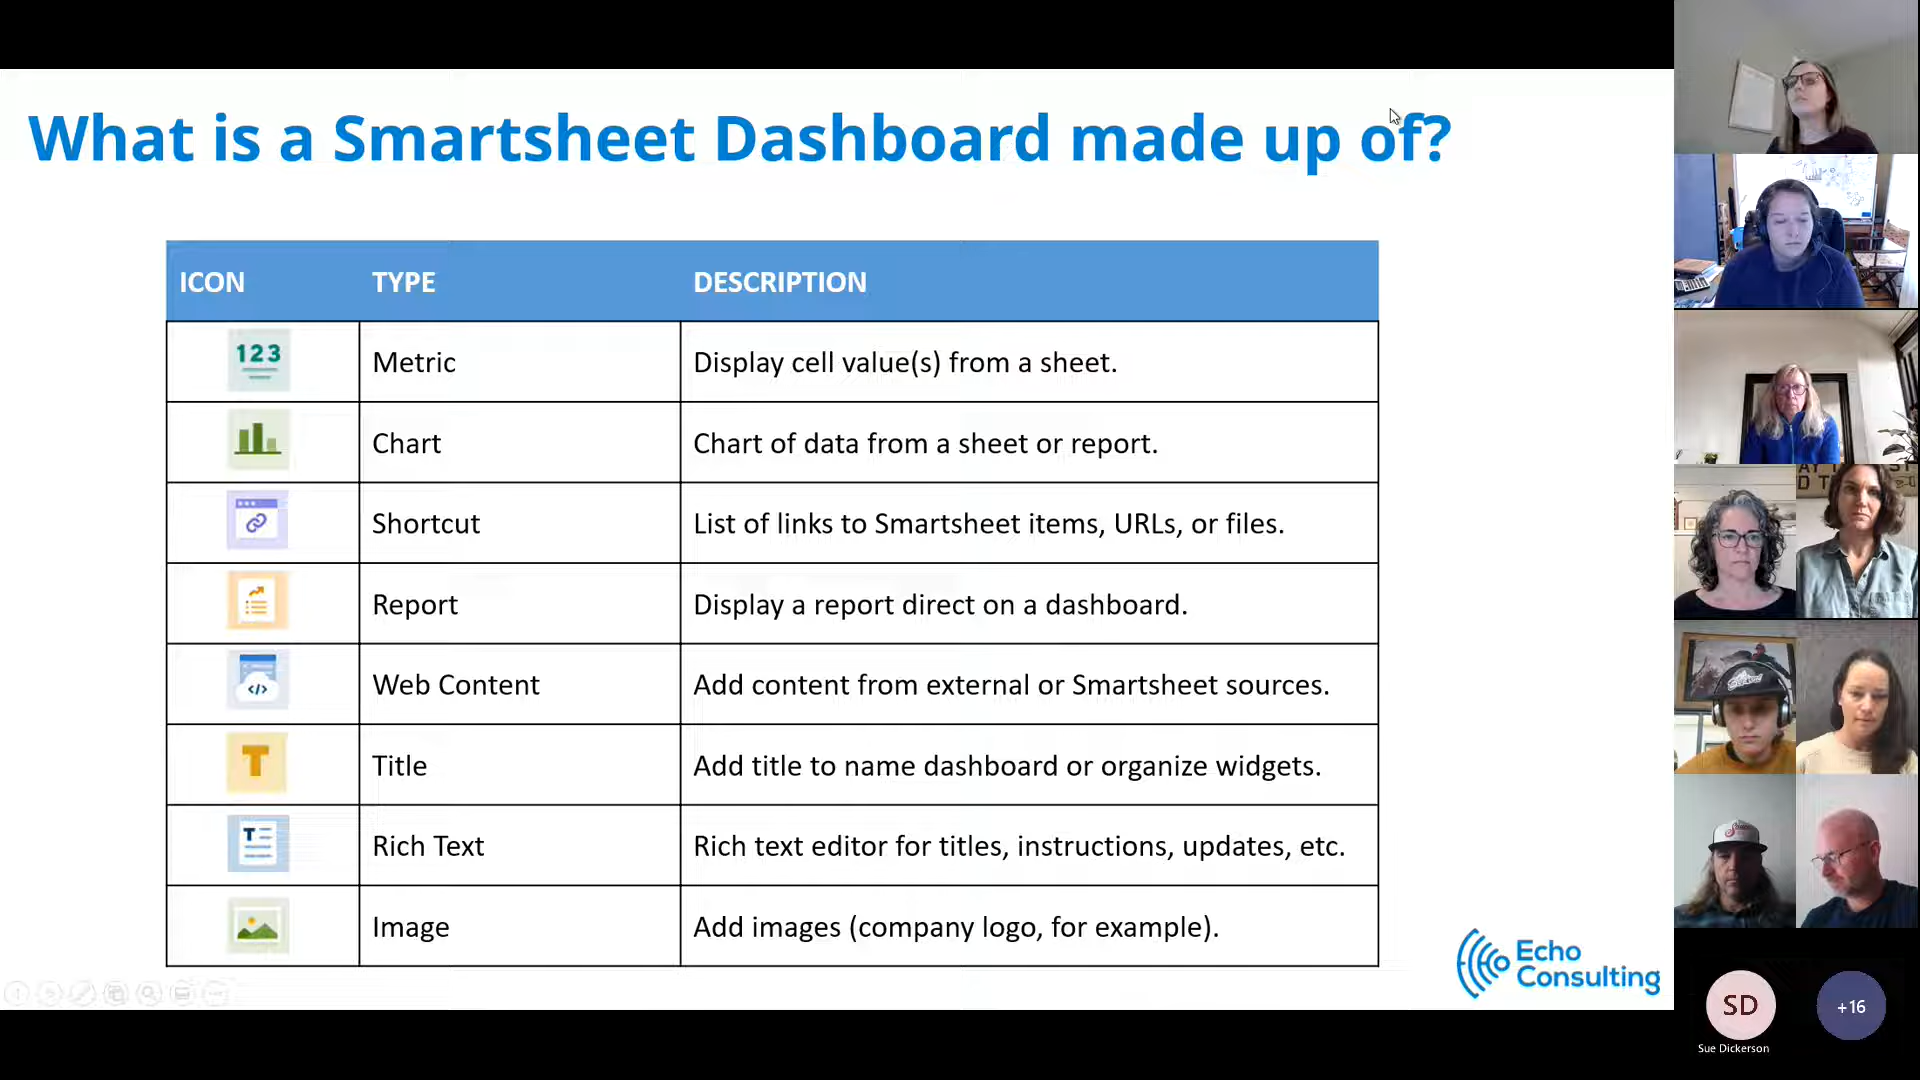 What is a Smartsheet Dashboard made up of?
ICON TYPE DESCRIPTION
123 Metric Display cell value(s) from a sheet.
Chart Chart of data from a sheet or report.
Shortcut List of links to Smartsheet items, URLs, or files.
Report Display a report direct on a dashboard.
</> Web Content Add content from external or Smartsheet sources.
T Title Add title to name dashboard or organize widgets.
T Rich Text Rich text editor for titles, instructions, updates, etc.
Image Add images (company logo, for example).
Echo
Consulting
SD
+16
Sue Dickerson